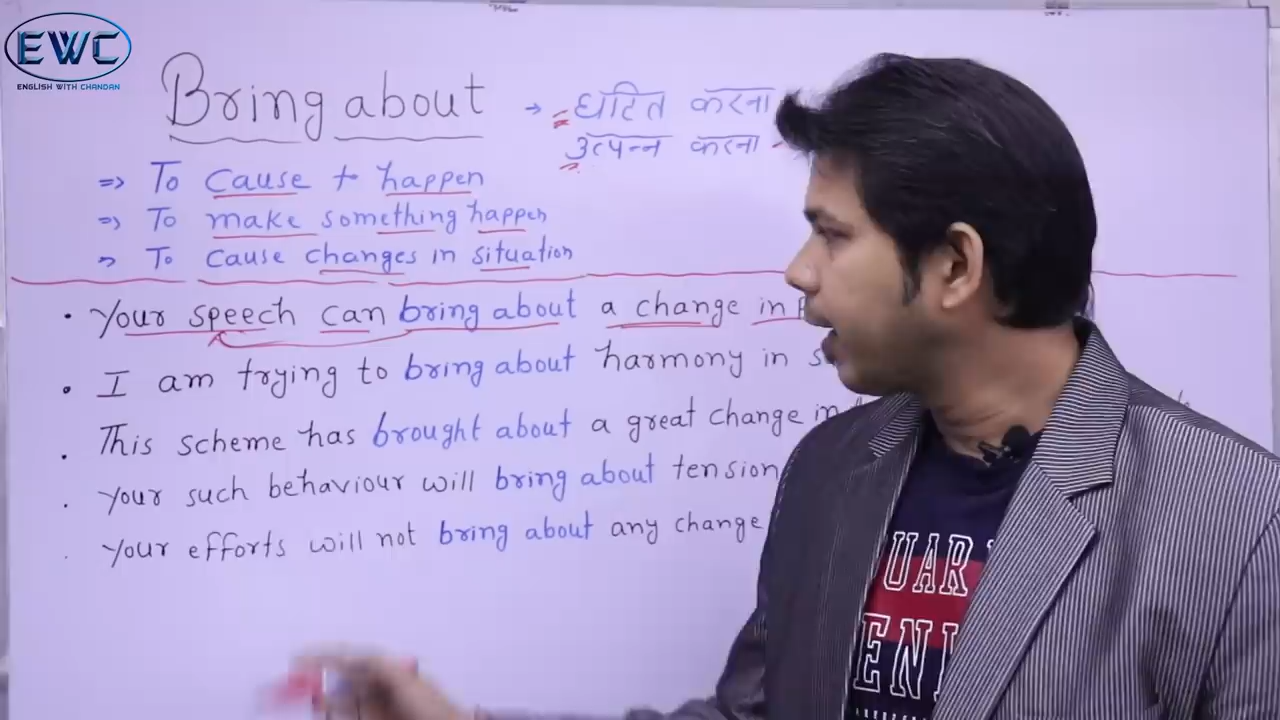 EWC
ENGLISH WITH CHANDAN
Bring about → घटित करना
उत्पन्न करना
=> To cause + happen
=> To make something happen
=> To cause changes in situation
• Your speech can bring about a change in
• I am trying to bring about harmony in
• This scheme has brought about a great change in
• Your such behaviour will bring about tension
• Your efforts will not bring about any change
UAR
EN